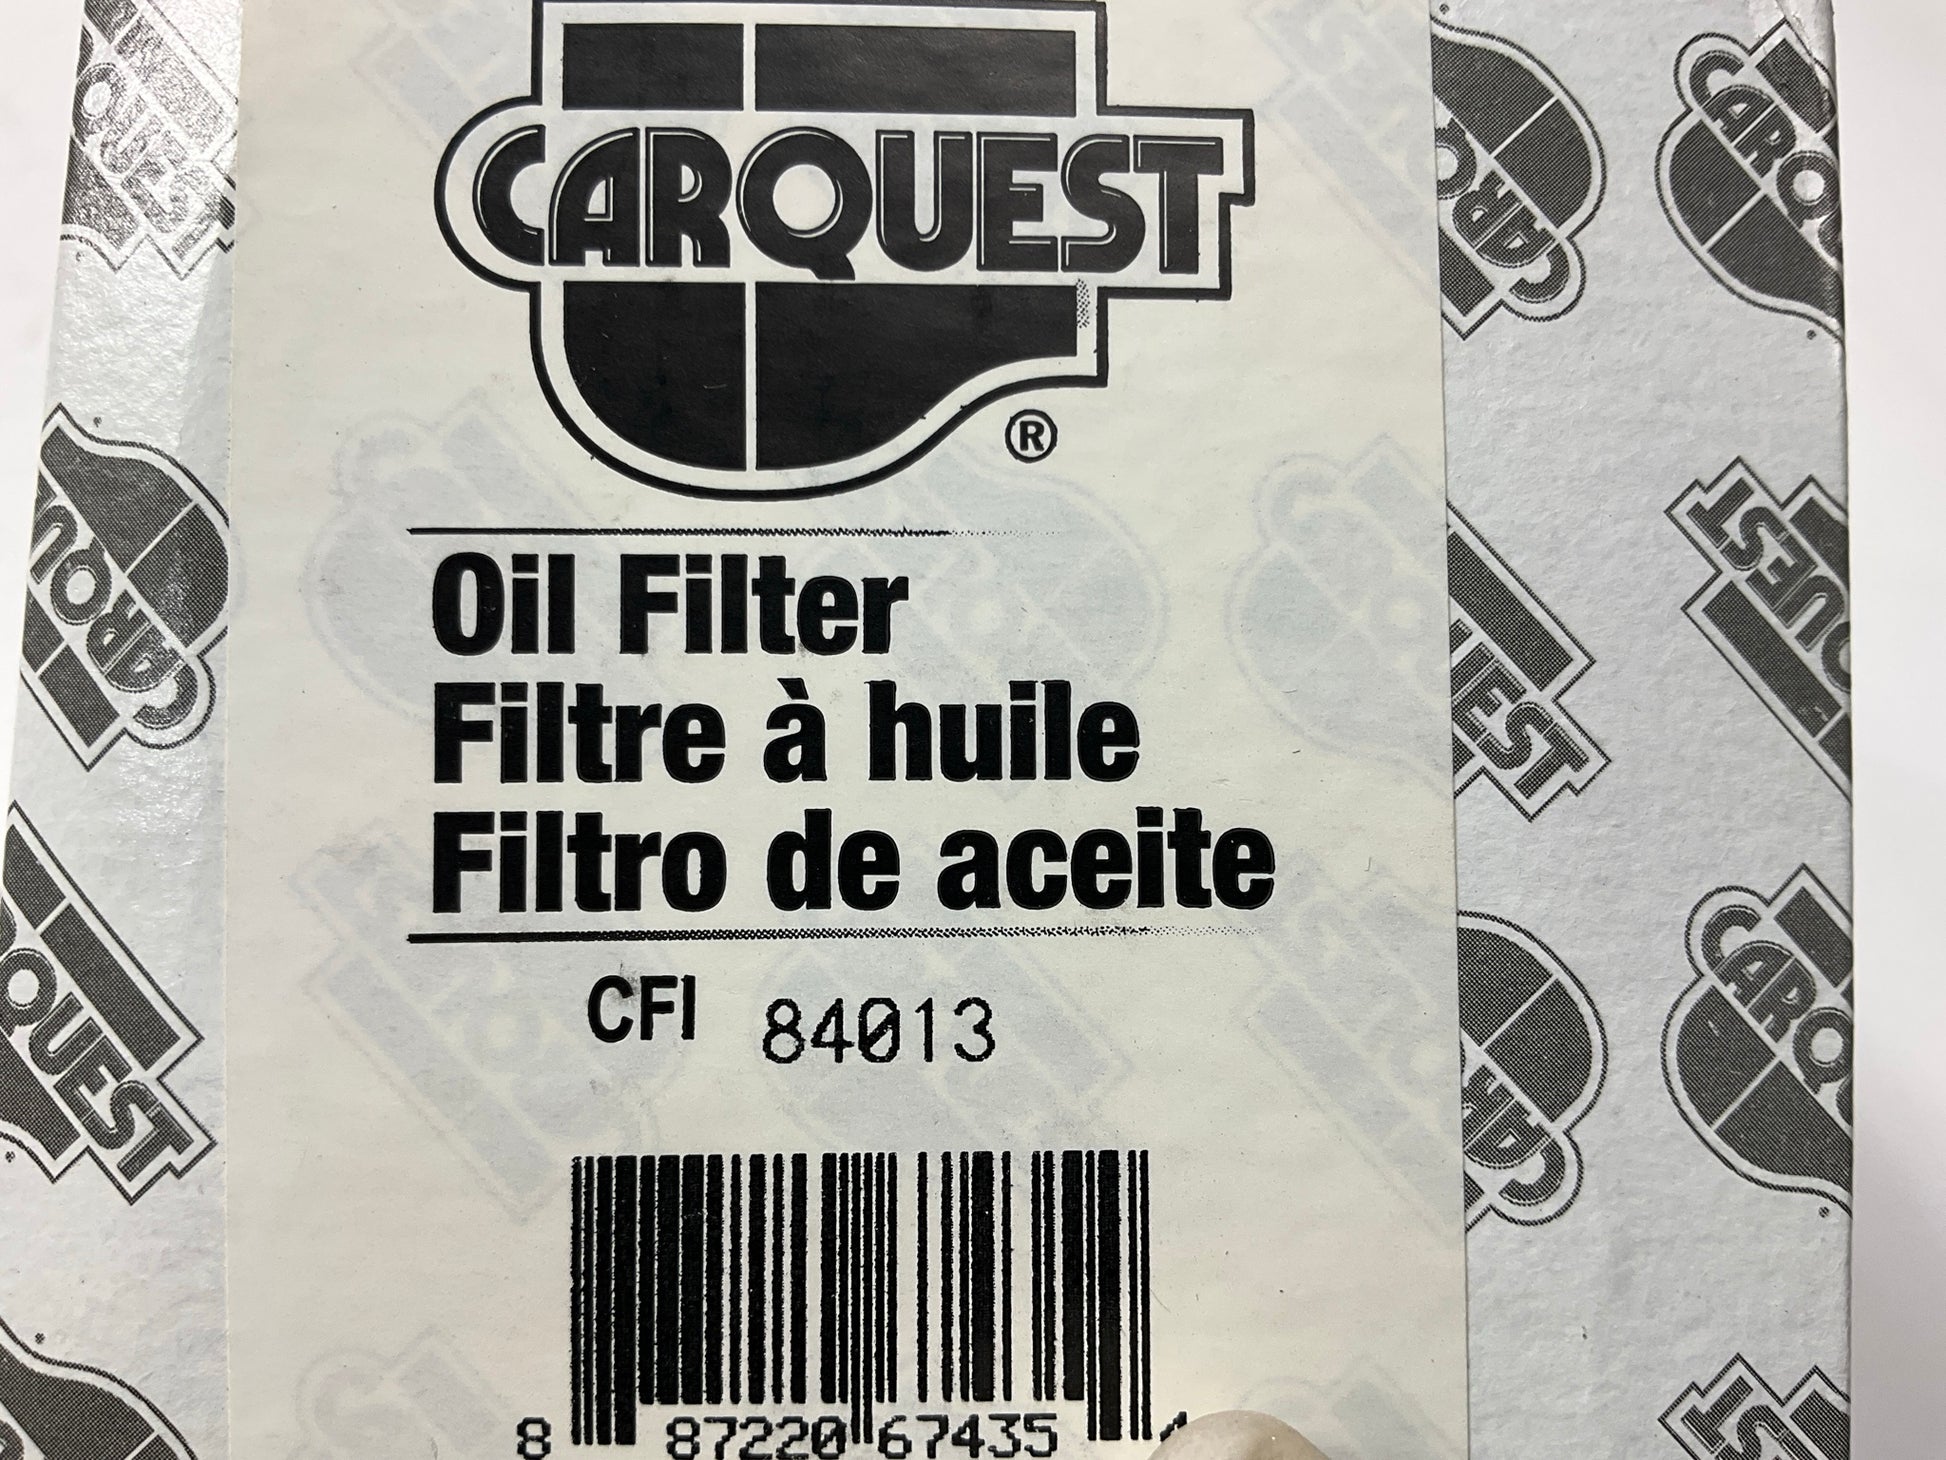 CARQUEST
®
Oil Filter
Filtre à huile
Filtro de aceite
CFI 84013
8 87220 67435